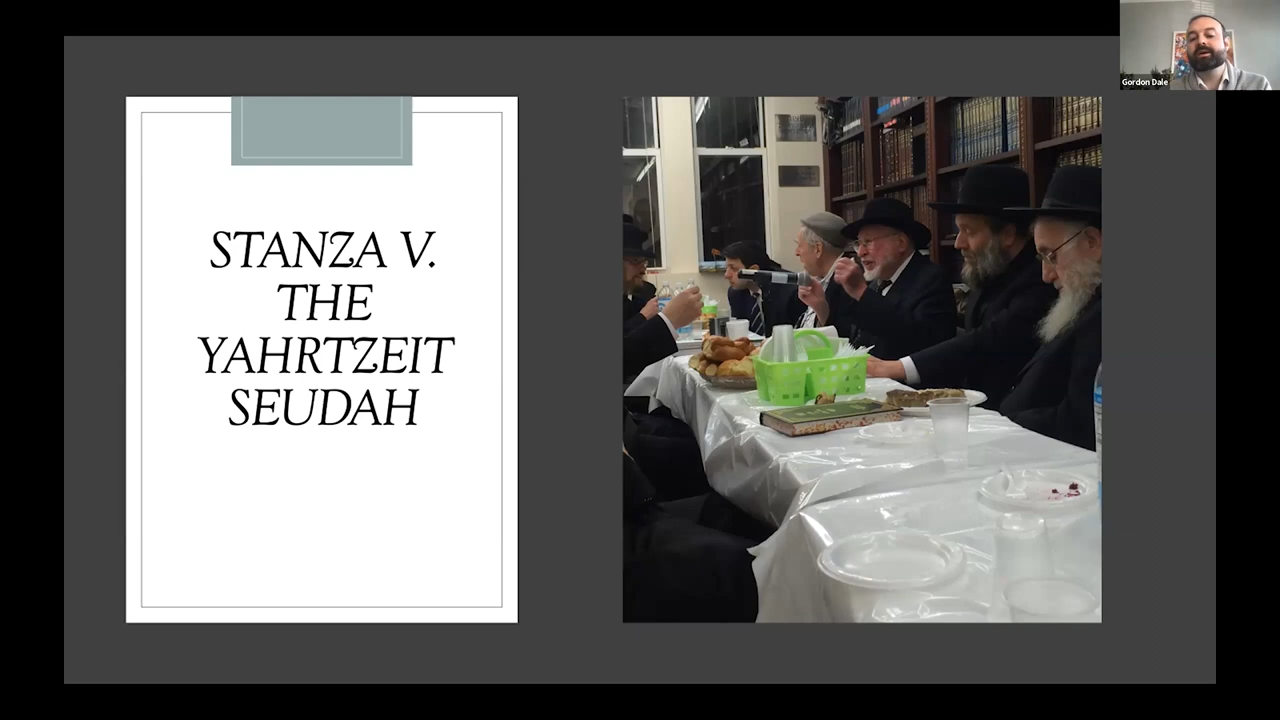 STANZA V.
THE
YAHRTZEIT
SEUDAH
Gordon Dale